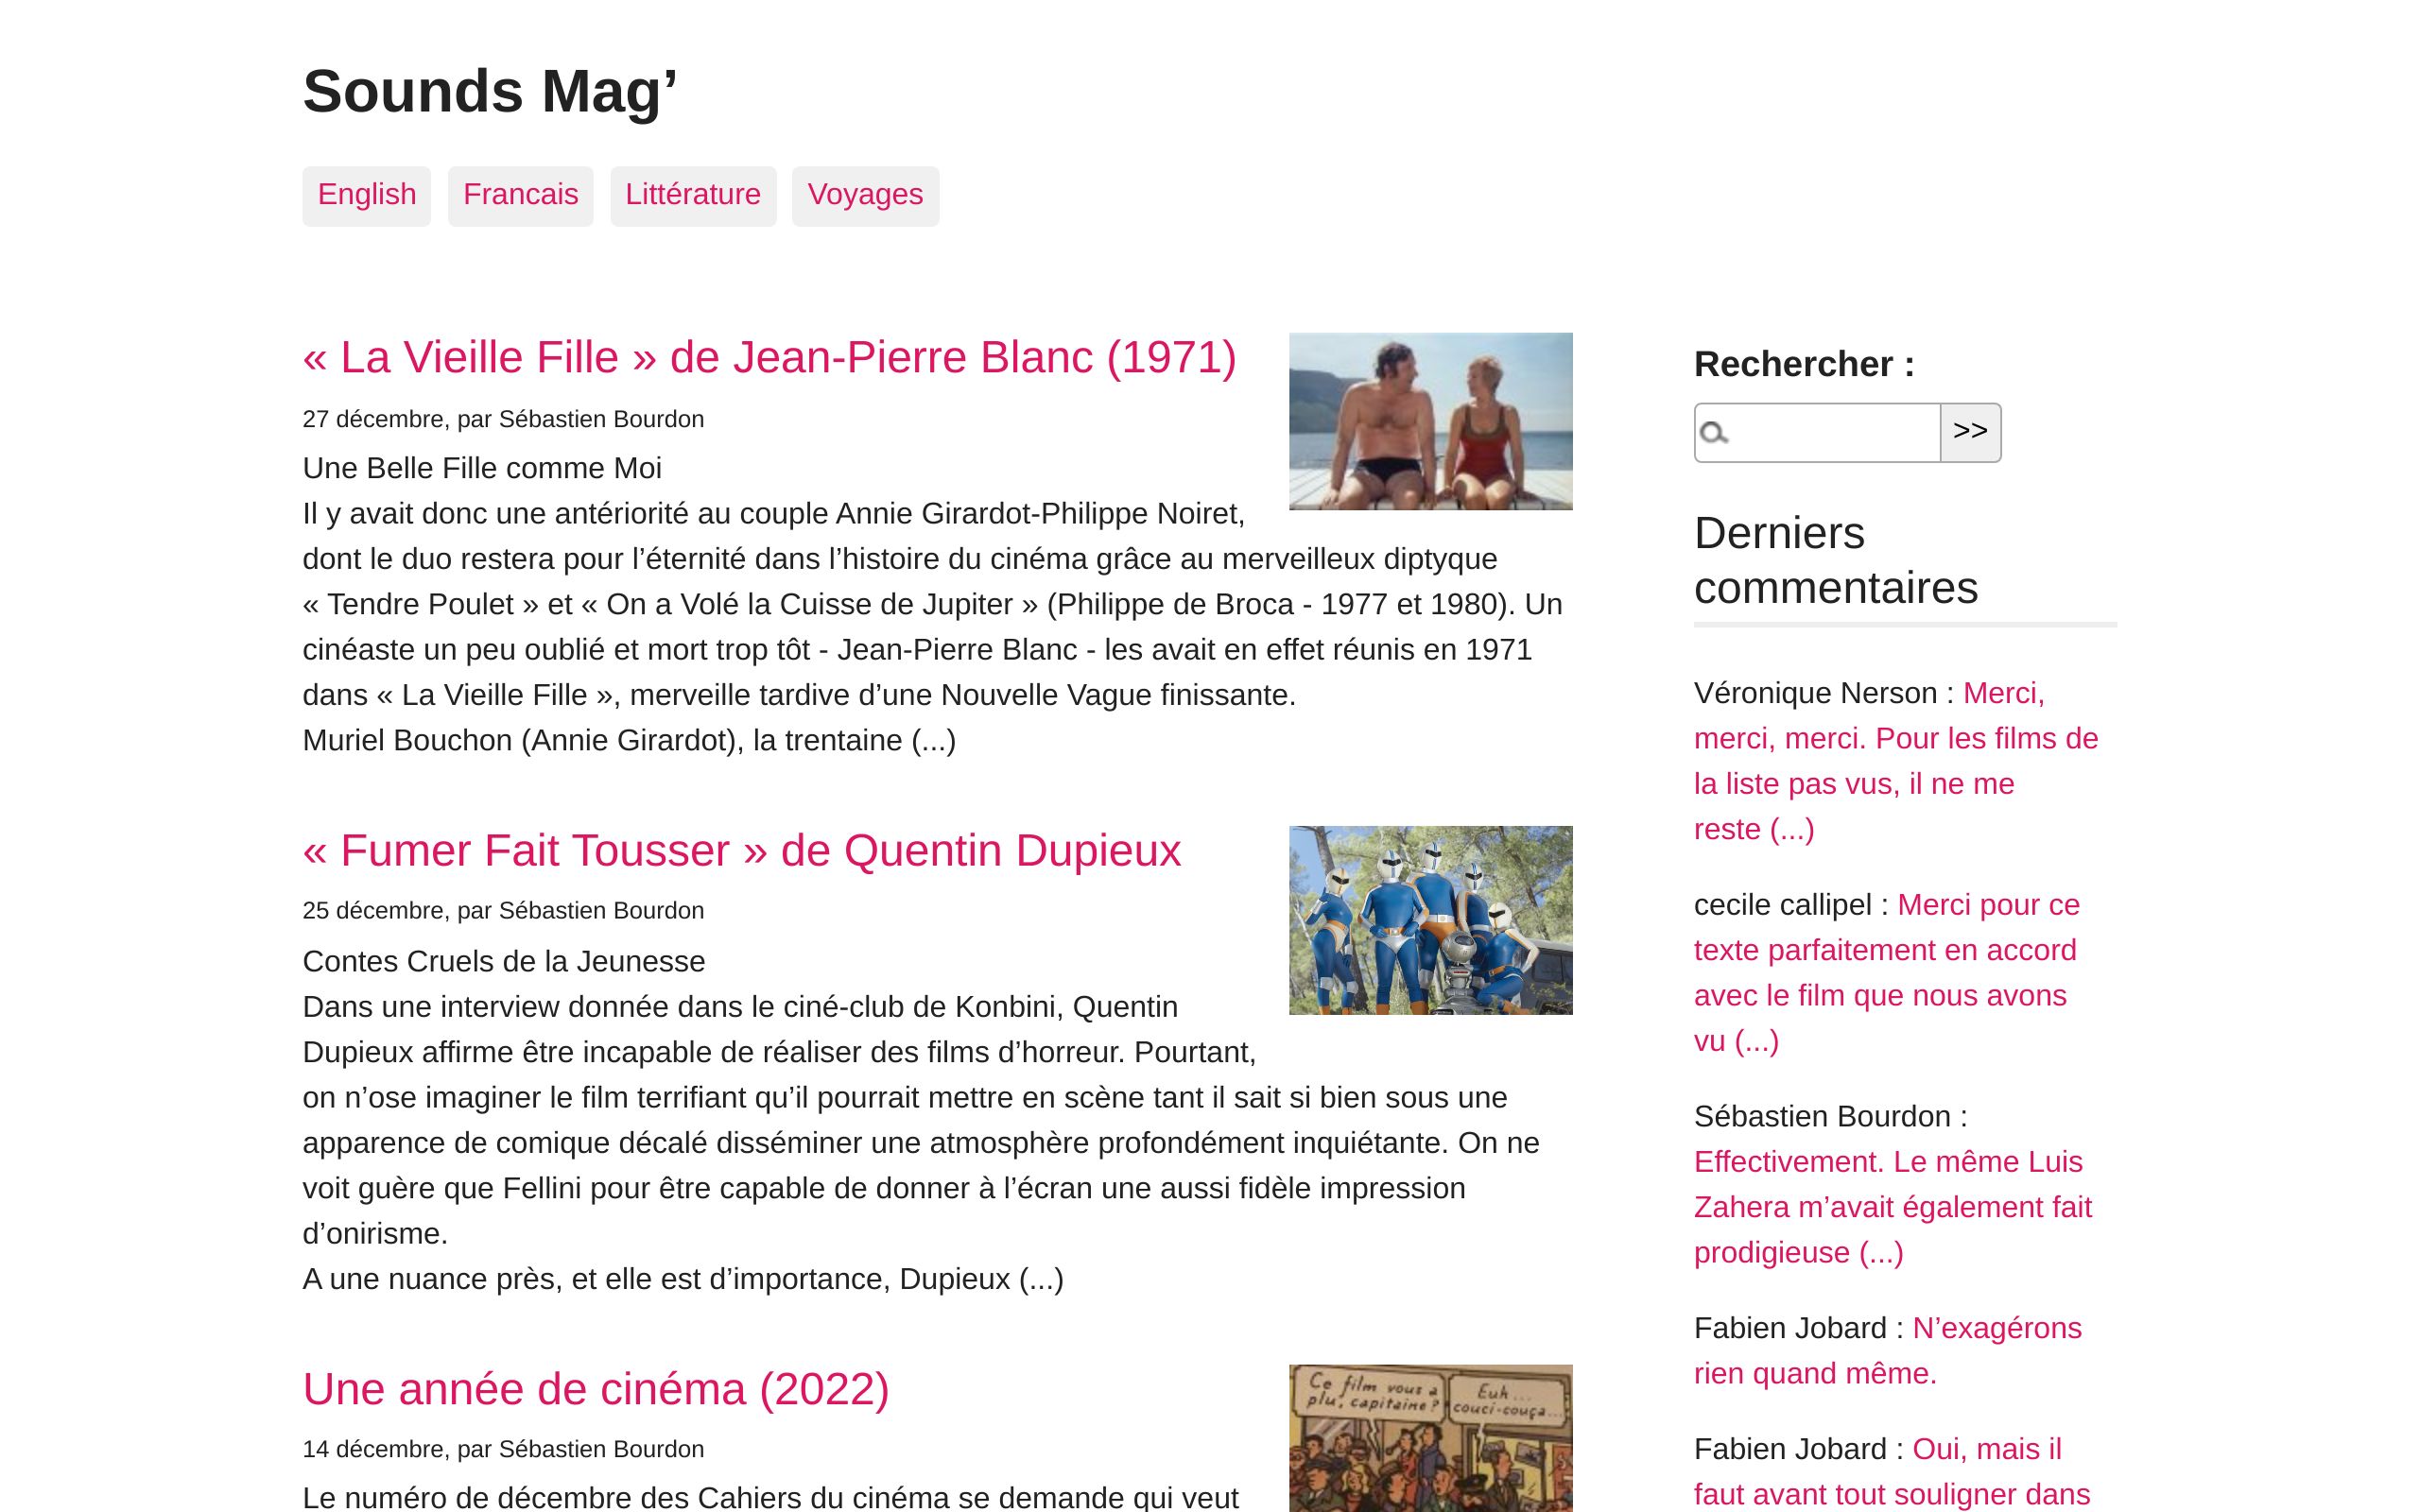 Sounds Mag’
English Francais Littérature Voyages
« La Vieille Fille » de Jean-Pierre Blanc (1971)
27 décembre, par Sébastien Bourdon
Une Belle Fille comme Moi
Il y avait donc une antériorité au couple Annie Girardot-Philippe Noiret,
dont le duo restera pour l’éternité dans l’histoire du cinéma grâce au merveilleux diptyque
« Tendre Poulet » et « On a Volé la Cuisse de Jupiter » (Philippe de Broca - 1977 et 1980). Un
cinéaste un peu oublié et mort trop tôt - Jean-Pierre Blanc - les avait en effet réunis en 1971
dans « La Vieille Fille », merveille tardive d’une Nouvelle Vague finissante.
Muriel Bouchon (Annie Girardot), la trentaine (...)
« Fumer Fait Tousser » de Quentin Dupieux
25 décembre, par Sébastien Bourdon
Contes Cruels de la Jeunesse
Dans une interview donnée dans le ciné-club de Konbini, Quentin
Dupieux affirme être incapable de réaliser des films d’horreur. Pourtant,
on n’ose imaginer le film terrifiant qu’il pourrait mettre en scène tant il sait si bien sous une
apparence de comique décalé disséminer une atmosphère profondément inquiétante. On ne
voit guère que Fellini pour être capable de donner à l’écran une aussi fidèle impression
d’onirisme.
A une nuance près, et elle est d’importance, Dupieux (...)
Une année de cinéma (2022)
14 décembre, par Sébastien Bourdon
Le numéro de décembre des Cahiers du cinéma se demande qui veut
Ce film vous a
plu, capitaine ?
Euh...
couci-couça...
Rechercher :
>>
Derniers
commentaires
Véronique Nerson : Merci,
merci, merci. Pour les films de
la liste pas vus, il ne me
reste (...)
cecile callipel : Merci pour ce
texte parfaitement en accord
avec le film que nous avons
vu (...)
Sébastien Bourdon :
Effectivement. Le même Luis
Zahera m’avait également fait
prodigieuse (...)
Fabien Jobard : N’exagérons
rien quand même.
Fabien Jobard : Oui, mais il
faut avant tout souligner dans